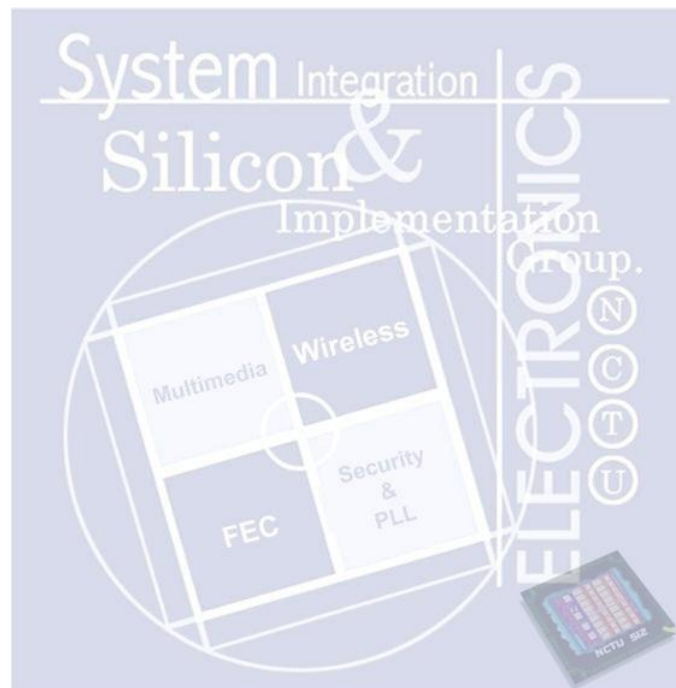 System Integration
&
Silicon
Implementation
Group.
ELECTRONICS
N
C
T
U
Wireless
Multimedia
Security
&
PLL
FEC
NCTU SI2